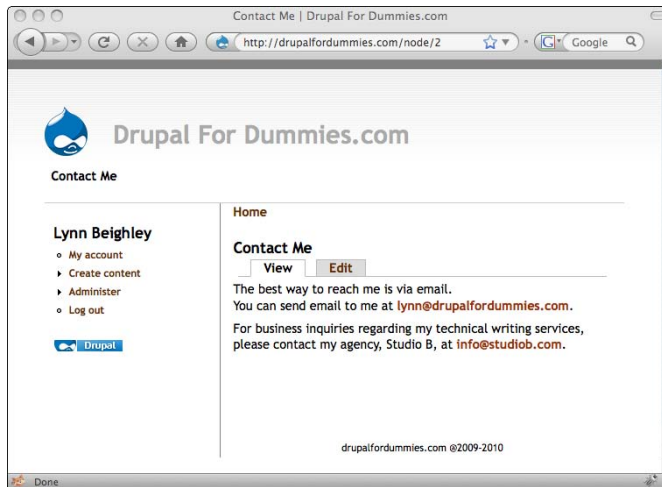 Contact Me | Drupal For Dummies.com
http://drupalfordummies.com/node/2
Google
Drupal For Dummies.com
Contact Me
Lynn Beighley
My account
Create content
Administer
Log out
Drupal
Home
Contact Me
View Edit
The best way to reach me is via email.
You can send email to me at lynn@drupalfordummies.com.
For business inquiries regarding my technical writing services,
please contact my agency, Studio B, at info@studiob.com.
drupalfordummies.com @2009-2010
Done